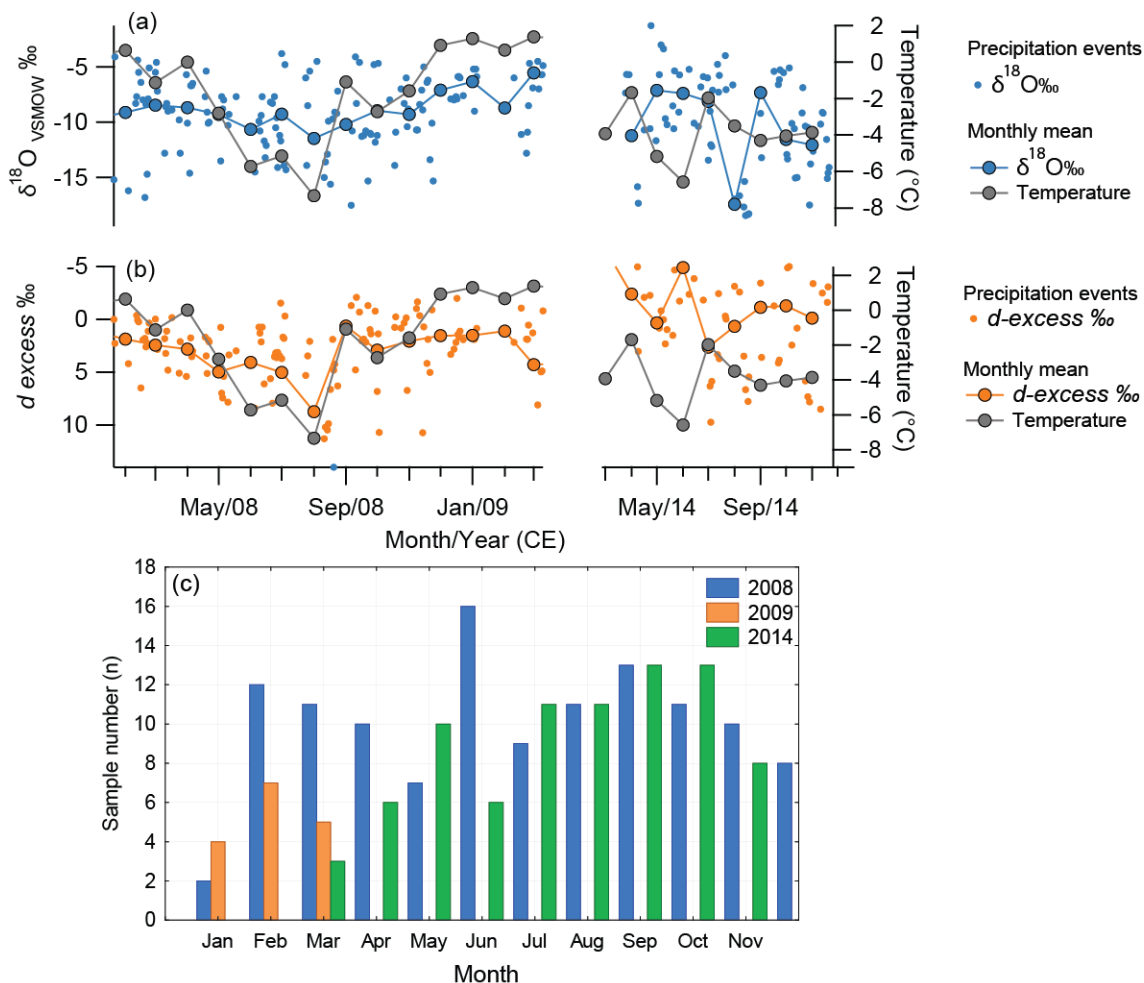 (a)
δ18O VSMOW ‰
-5
-10
-15
2
0
-2
-4
-6
-8
Temperature (°C)
Precipitation events
δ18O‰
Monthly mean
δ18O‰
Temperature
(b)
d excess ‰
-5
0
5
10
2
0
-2
-4
-6
-8
Temperature (°C)
Precipitation events
d-excess ‰
Monthly mean
d-excess ‰
Temperature
May/08
Sep/08
Jan/09
May/14
Sep/14
Month/Year (CE)
(c)
2008
2009
2014
Sample number (n)
18
16
14
12
10
8
6
4
2
0
Jan
Feb
Mar
Apr
May
Jun
Jul
Aug
Sep
Oct
Nov
Month